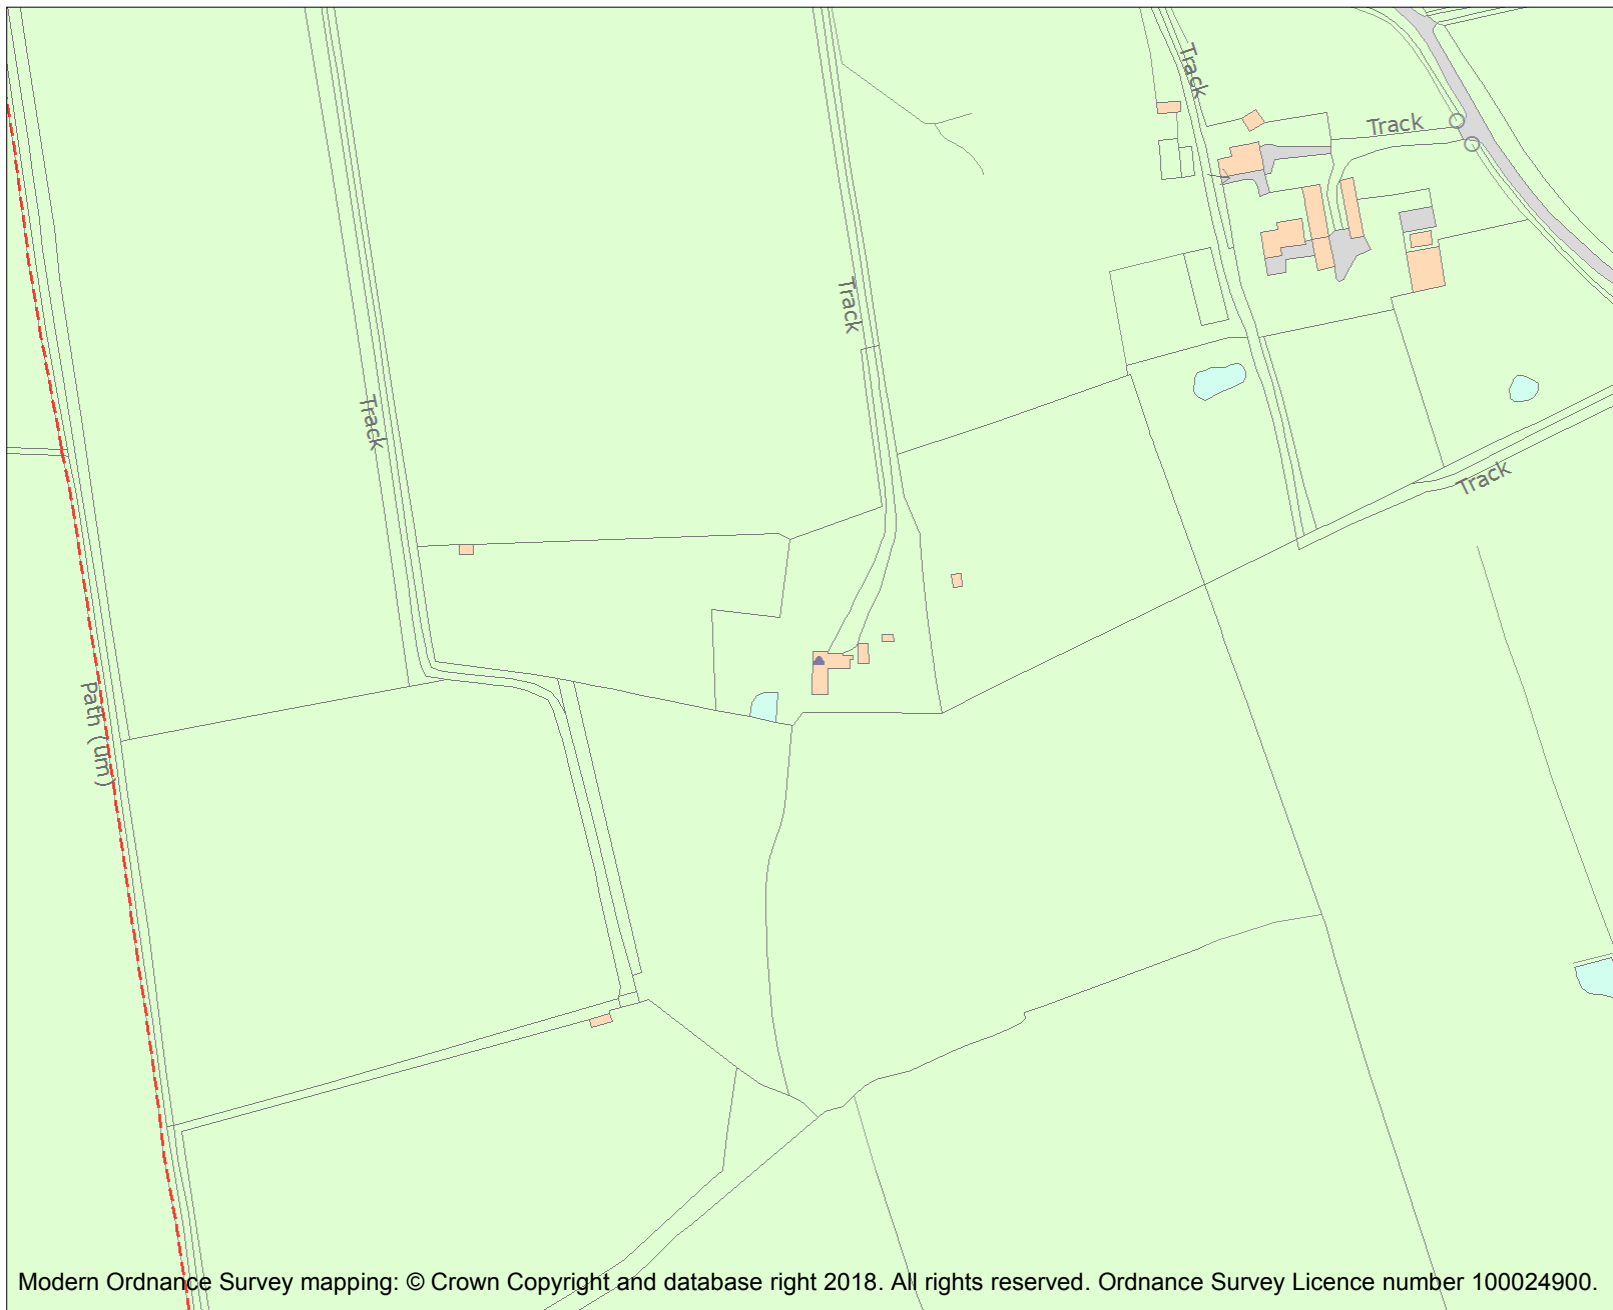 Track
Track
Track
Track
Track
Path (um)
Modern Ordnance Survey mapping: © Crown Copyright and database right 2018. All rights reserved. Ordnance Survey Licence number 100024900.